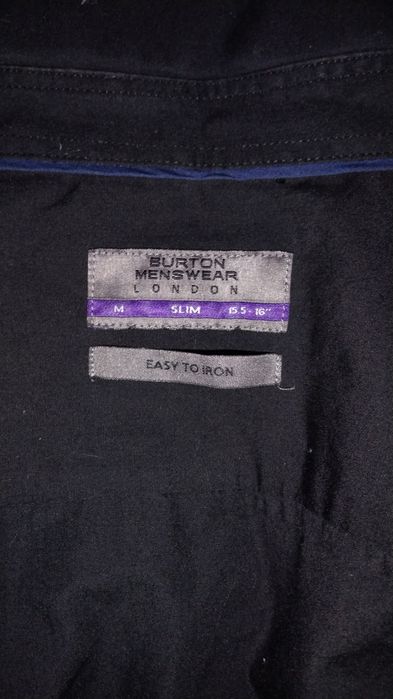 BURTON
MENSWEAR
LONDON
M SLIM 15.5 - 16"
EASY TO IRON